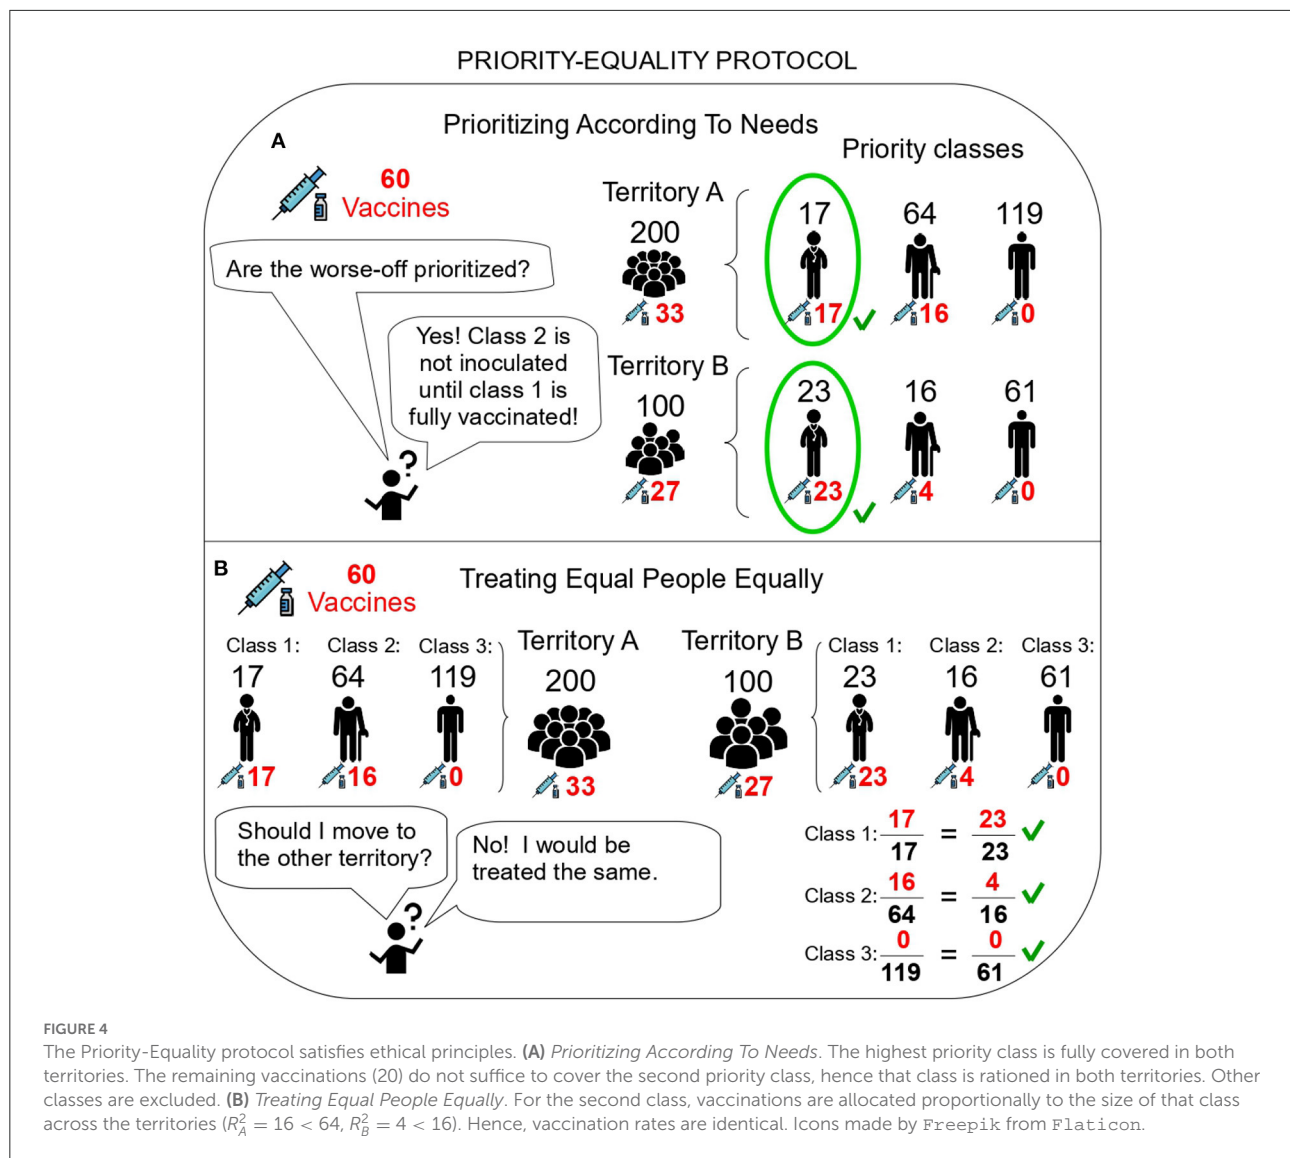 PRIORITY-EQUALITY PROTOCOL
A
Prioritizing According To Needs
Priority classes
60
Vaccines
Are the worse-off prioritized?
Yes! Class 2 is
not inoculated
until class 1 is
fully vaccinated!
?
Territory A
200
33
17
64
119
17
16
0
Territory B
100
27
23
16
61
23
4
0
B
60
Vaccines
Treating Equal People Equally
Class 1:
Class 2:
Class 3:
17
64
119
17
16
0
Territory A
200
33
Territory B
100
27
Class 1:
Class 2:
Class 3:
23
16
61
23
4
0
Should I move to
the other territory?
No! I would be
treated the same.
?
Class 1: 17/17 = 23/23
Class 2: 16/64 = 4/16
Class 3: 0/119 = 0/61
FIGURE 4
The Priority-Equality protocol satisfies ethical principles. (A) Prioritizing According To Needs. The highest priority class is fully covered in both
territories. The remaining vaccinations (20) do not suffice to cover the second priority class, hence that class is rationed in both territories. Other
classes are excluded. (B) Treating Equal People Equally. For the second class, vaccinations are allocated proportionally to the size of that class
across the territories (R²_A = 16 < 64, R²_B = 4 < 16). Hence, vaccination rates are identical. Icons made by Freepik from Flaticon.